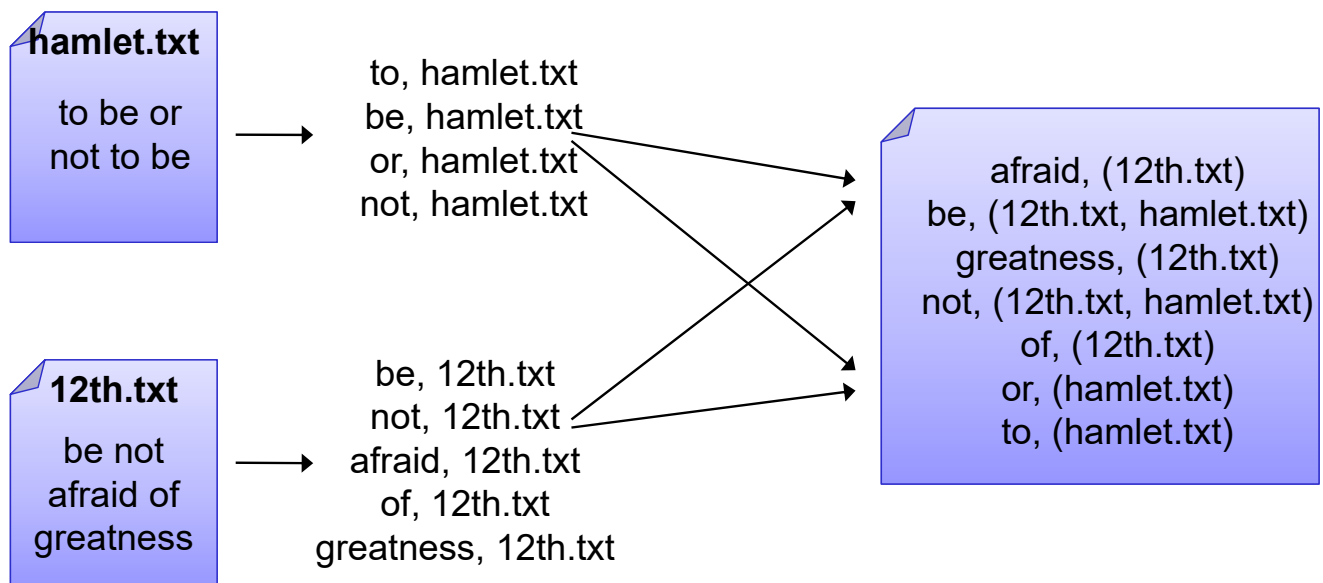 hamlet.txt
to be or
not to be
to, hamlet.txt
be, hamlet.txt
or, hamlet.txt
not, hamlet.txt
12th.txt
be not
afraid of
greatness
be, 12th.txt
not, 12th.txt
afraid, 12th.txt
of, 12th.txt
greatness, 12th.txt
afraid, (12th.txt)
be, (12th.txt, hamlet.txt)
greatness, (12th.txt)
not, (12th.txt, hamlet.txt)
of, (12th.txt)
or, (hamlet.txt)
to, (hamlet.txt)